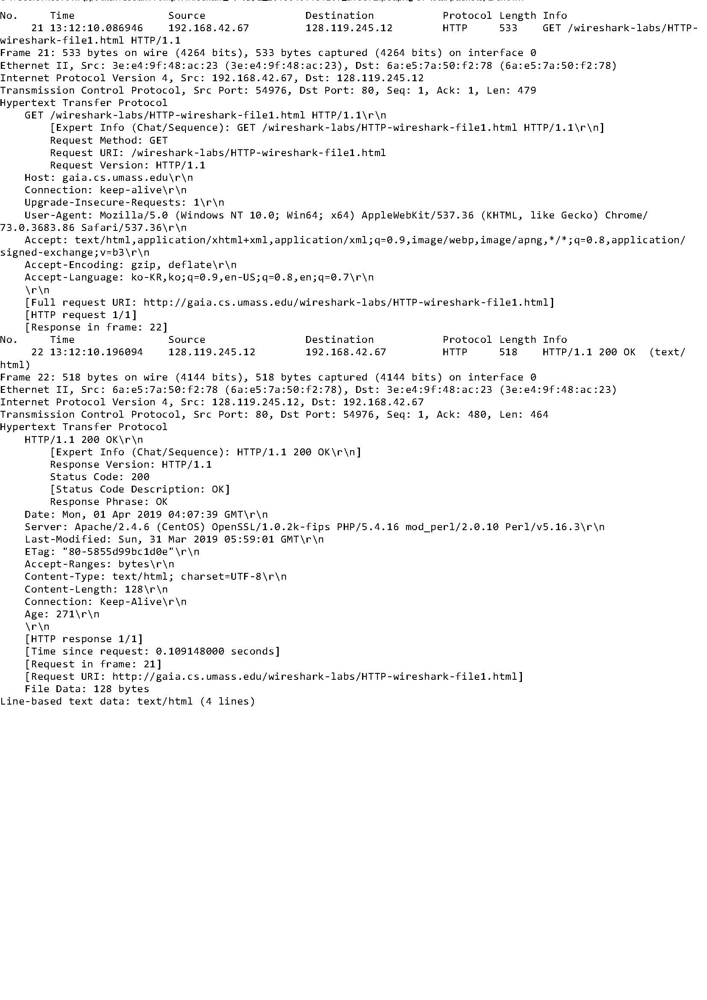 No.     Time               Source                Destination           Protocol Length Info
     21 13:12:10.086946    192.168.42.67         128.119.245.12        HTTP     533    GET /wireshark-labs/HTTP-
wireshark-file1.html HTTP/1.1
Frame 21: 533 bytes on wire (4264 bits), 533 bytes captured (4264 bits) on interface 0
Ethernet II, Src: 3e:e4:9f:48:ac:23 (3e:e4:9f:48:ac:23), Dst: 6a:e5:7a:50:f2:78 (6a:e5:7a:50:f2:78)
Internet Protocol Version 4, Src: 192.168.42.67, Dst: 128.119.245.12
Transmission Control Protocol, Src Port: 54976, Dst Port: 80, Seq: 1, Ack: 1, Len: 479
Hypertext Transfer Protocol
    GET /wireshark-labs/HTTP-wireshark-file1.html HTTP/1.1\r\n
        [Expert Info (Chat/Sequence): GET /wireshark-labs/HTTP-wireshark-file1.html HTTP/1.1\r\n]
        Request Method: GET
        Request URI: /wireshark-labs/HTTP-wireshark-file1.html
        Request Version: HTTP/1.1
    Host: gaia.cs.umass.edu\r\n
    Connection: keep-alive\r\n
    Upgrade-Insecure-Requests: 1\r\n
    User-Agent: Mozilla/5.0 (Windows NT 10.0; Win64; x64) AppleWebKit/537.36 (KHTML, like Gecko) Chrome/
73.0.3683.86 Safari/537.36\r\n
    Accept: text/html,application/xhtml+xml,application/xml;q=0.9,image/webp,image/apng,*/*;q=0.8,application/
signed-exchange;v=b3\r\n
    Accept-Encoding: gzip, deflate\r\n
    Accept-Language: ko-KR,ko;q=0.9,en-US;q=0.8,en;q=0.7\r\n
    \r\n
    [Full request URI: http://gaia.cs.umass.edu/wireshark-labs/HTTP-wireshark-file1.html]
    [HTTP request 1/1]
    [Response in frame: 22]
No.     Time               Source                Destination           Protocol Length Info
     22 13:12:10.196094    128.119.245.12        192.168.42.67         HTTP     518    HTTP/1.1 200 OK  (text/
html)
Frame 22: 518 bytes on wire (4144 bits), 518 bytes captured (4144 bits) on interface 0
Ethernet II, Src: 6a:e5:7a:50:f2:78 (6a:e5:7a:50:f2:78), Dst: 3e:e4:9f:48:ac:23 (3e:e4:9f:48:ac:23)
Internet Protocol Version 4, Src: 128.119.245.12, Dst: 192.168.42.67
Transmission Control Protocol, Src Port: 80, Dst Port: 54976, Seq: 1, Ack: 480, Len: 464
Hypertext Transfer Protocol
    HTTP/1.1 200 OK\r\n
        [Expert Info (Chat/Sequence): HTTP/1.1 200 OK\r\n]
        Response Version: HTTP/1.1
        Status Code: 200
        [Status Code Description: OK]
        Response Phrase: OK
    Date: Mon, 01 Apr 2019 04:07:39 GMT\r\n
    Server: Apache/2.4.6 (CentOS) OpenSSL/1.0.2k-fips PHP/5.4.16 mod_perl/2.0.10 Perl/v5.16.3\r\n
    Last-Modified: Sun, 31 Mar 2019 05:59:01 GMT\r\n
    ETag: "80-5855d99bc1d0e"\r\n
    Accept-Ranges: bytes\r\n
    Content-Type: text/html; charset=UTF-8\r\n
    Content-Length: 128\r\n
    Connection: Keep-Alive\r\n
    Age: 271\r\n
    \r\n
    [HTTP response 1/1]
    [Time since request: 0.109148000 seconds]
    [Request in frame: 21]
    [Request URI: http://gaia.cs.umass.edu/wireshark-labs/HTTP-wireshark-file1.html]
    File Data: 128 bytes
Line-based text data: text/html (4 lines)